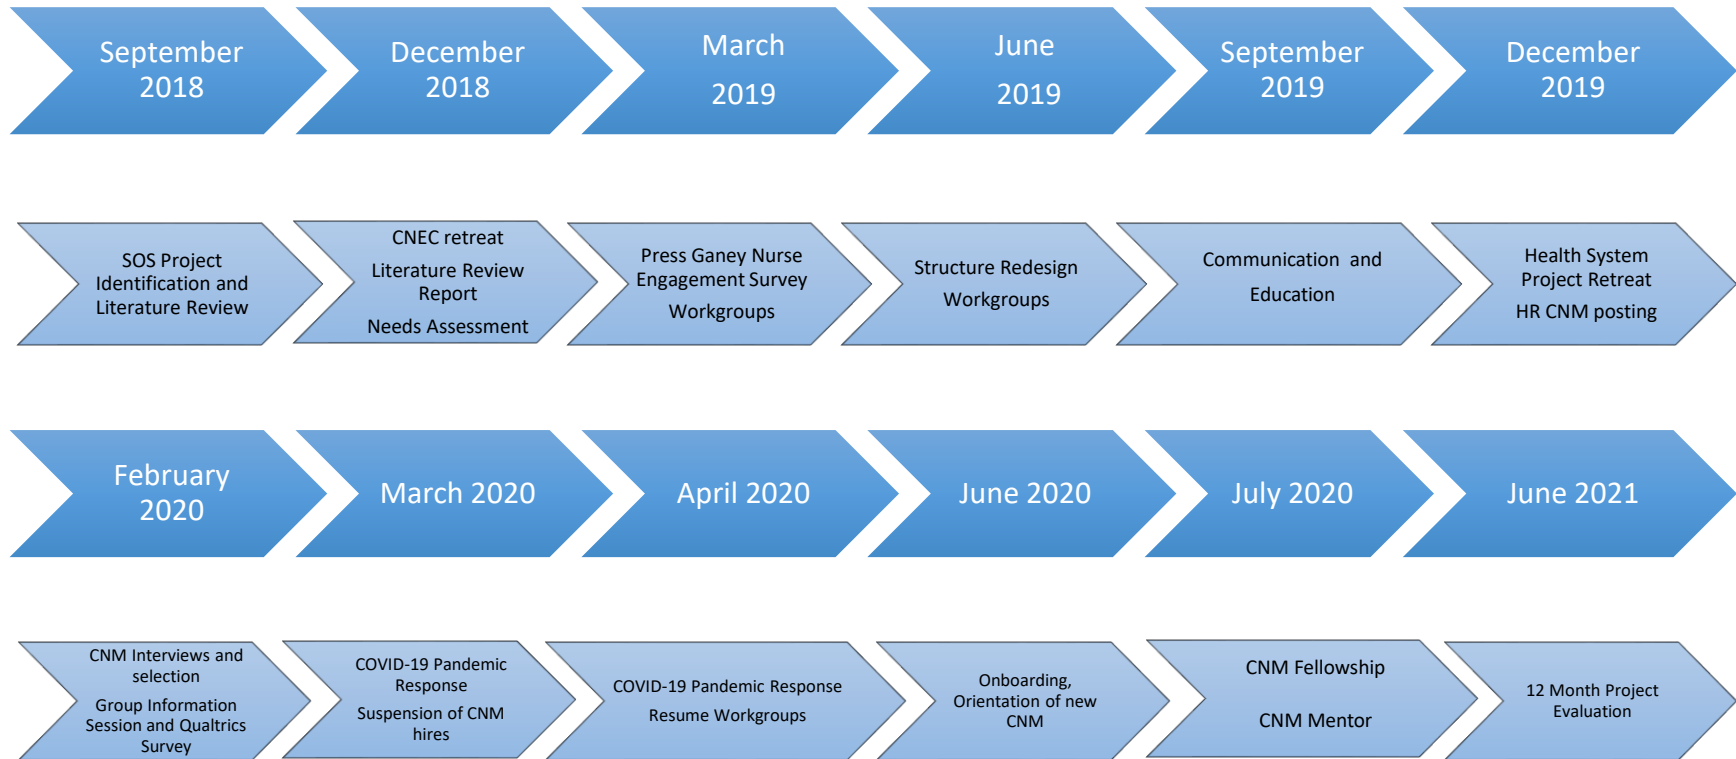 September
2018
December
2018
March
2019
June
2019
September
2019
December
2019
SOS Project
Identification and
Literature Review
CNEC retreat
Literature Review
Report
Needs Assessment
Press Ganey Nurse
Engagement Survey
Workgroups
Structure Redesign
Workgroups
Communication and
Education
Health System
Project Retreat
HR CNM posting
February
2020
March 2020
April 2020
June 2020
July 2020
June 2021
CNM Interviews and
selection
Group Information
Session and Qualtrics
Survey
COVID-19 Pandemic
Response
Suspension of CNM
hires
COVID-19 Pandemic Response
Resume Workgroups
Onboarding,
Orientation of new
CNM
CNM Fellowship
CNM Mentor
12 Month Project
Evaluation